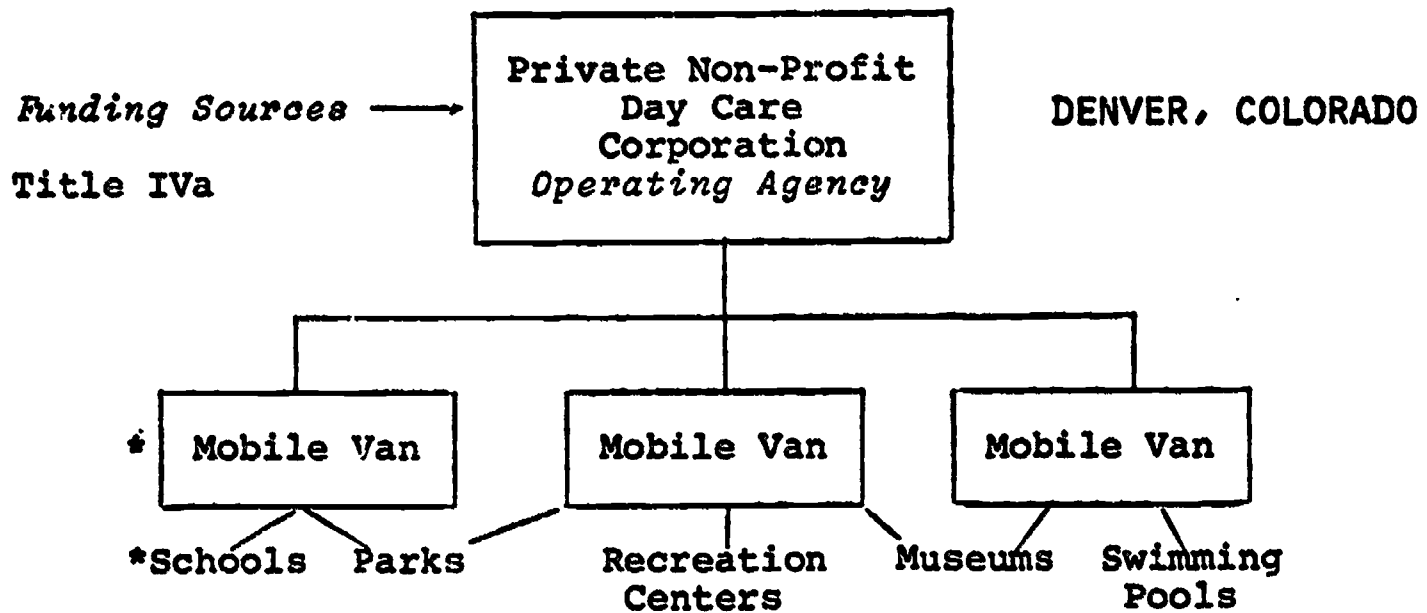 Private Non-Profit
Day Care
Corporation
Operating Agency
Funding Sources
Title IVa
DENVER, COLORADO
* Mobile Van
Mobile Van
Mobile Van
*Schools
Parks
Recreation
Centers
Museums
Swimming
Pools